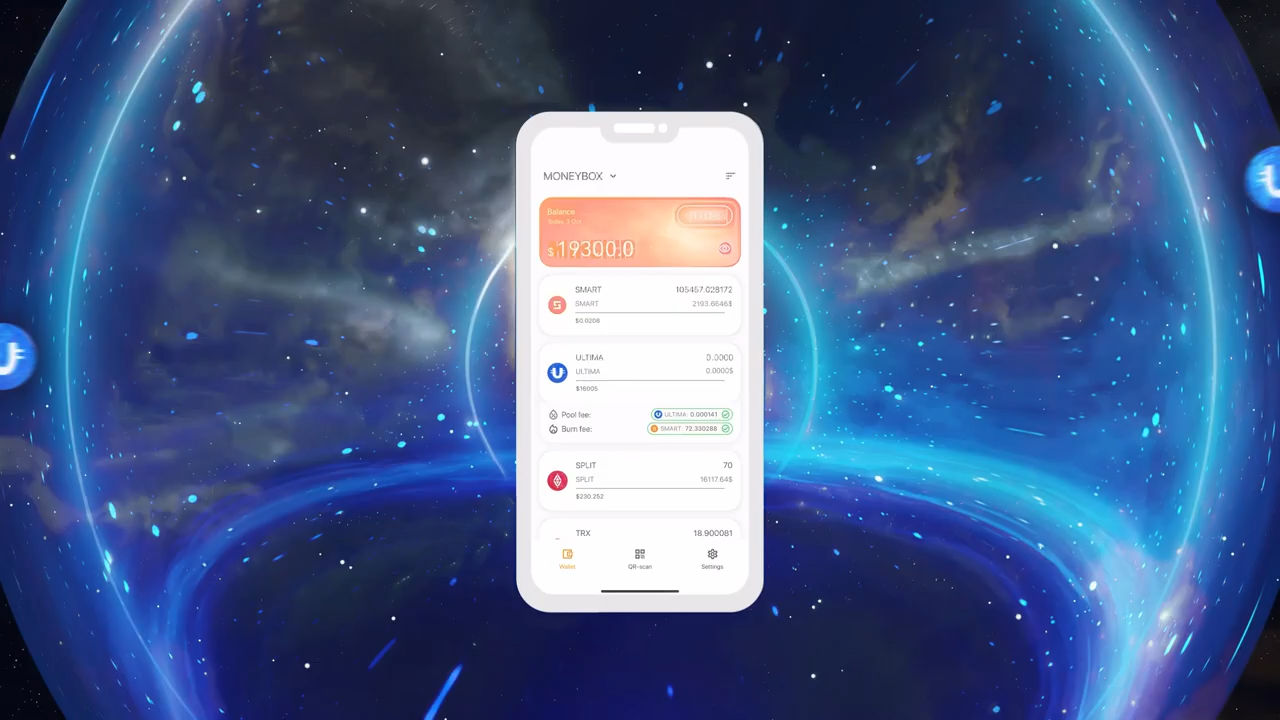 MONEYBOX
Balance
$19300.0
SMART 105457.028172
SMART 2193.6646$
$0.0208
ULTIMA 0.0000
ULTIMA 0.0000$
$16005
Pool fee: ULTIMA: 0.000141
Burn fee: SMART 72.330288
SPLIT 70
SPLIT 16117.64$
$230.252
TRX 18.900081
Wallet QR-scan Settings